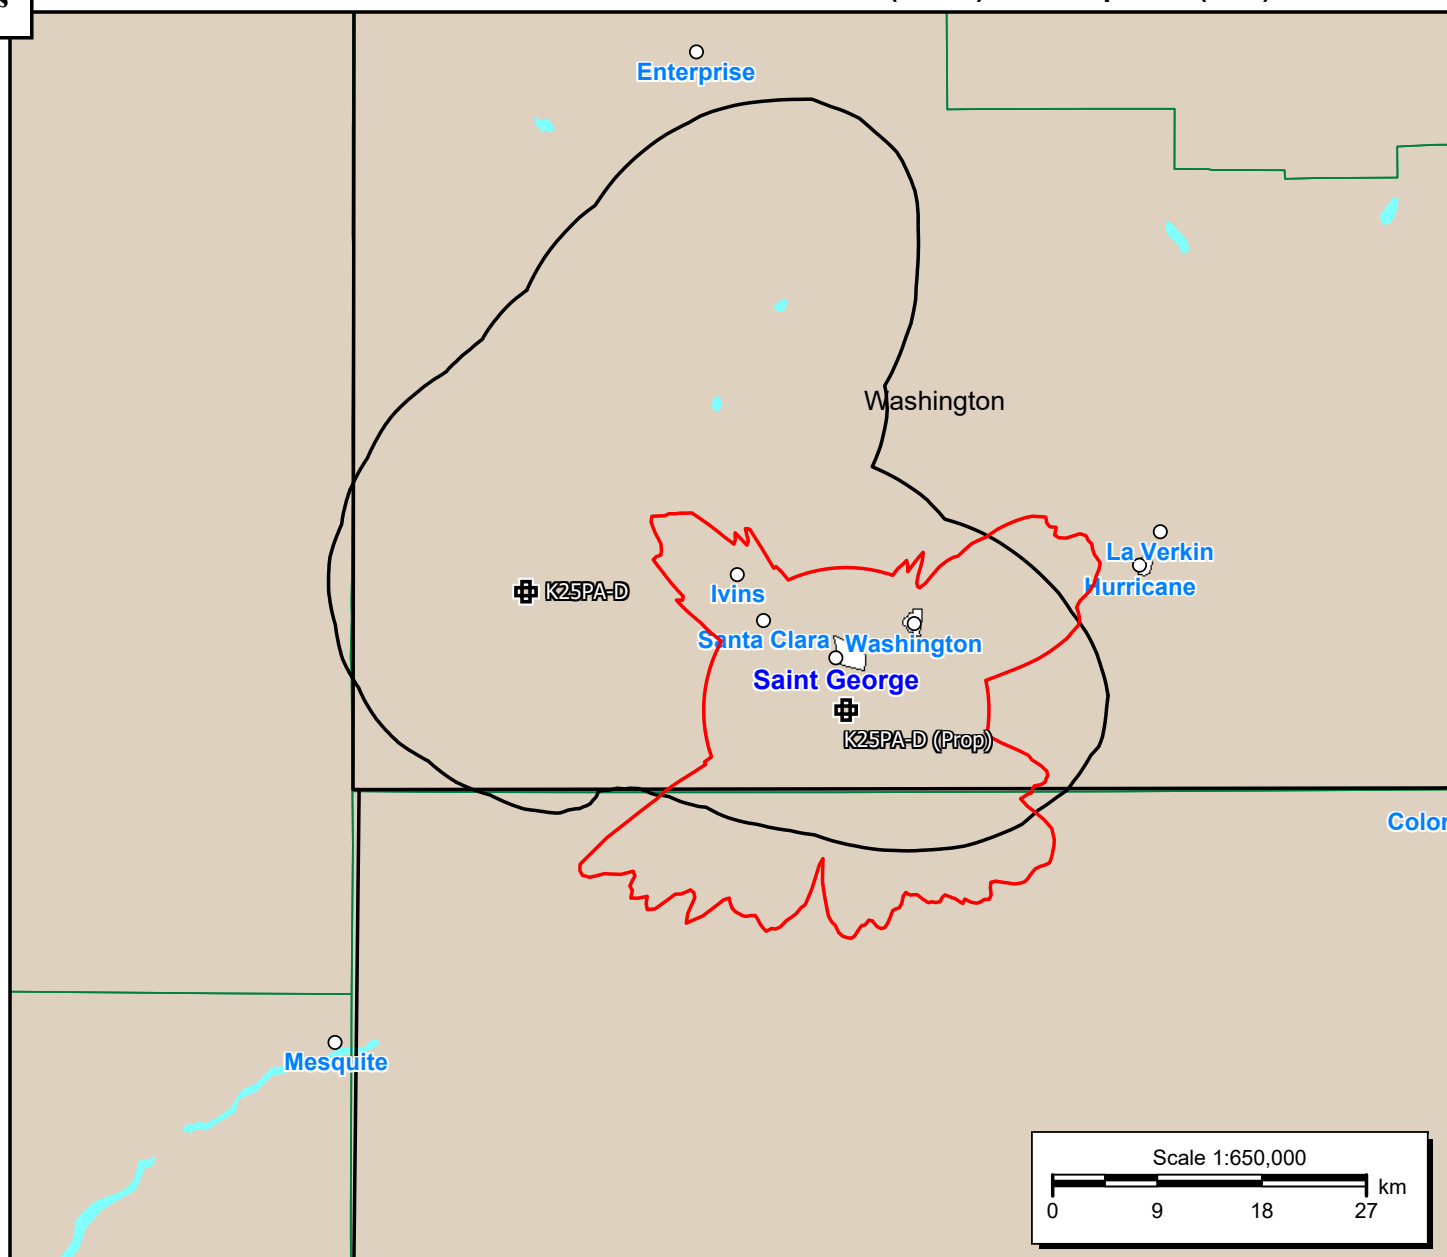 Enterprise
Washington
La Verkin
Hurricane
K25PA-D
Ivins
Santa Clara
Washington
Saint George
K25PA-D (Prop)
Color
Mesquite
Scale 1:650,000
km
0 9 18 27